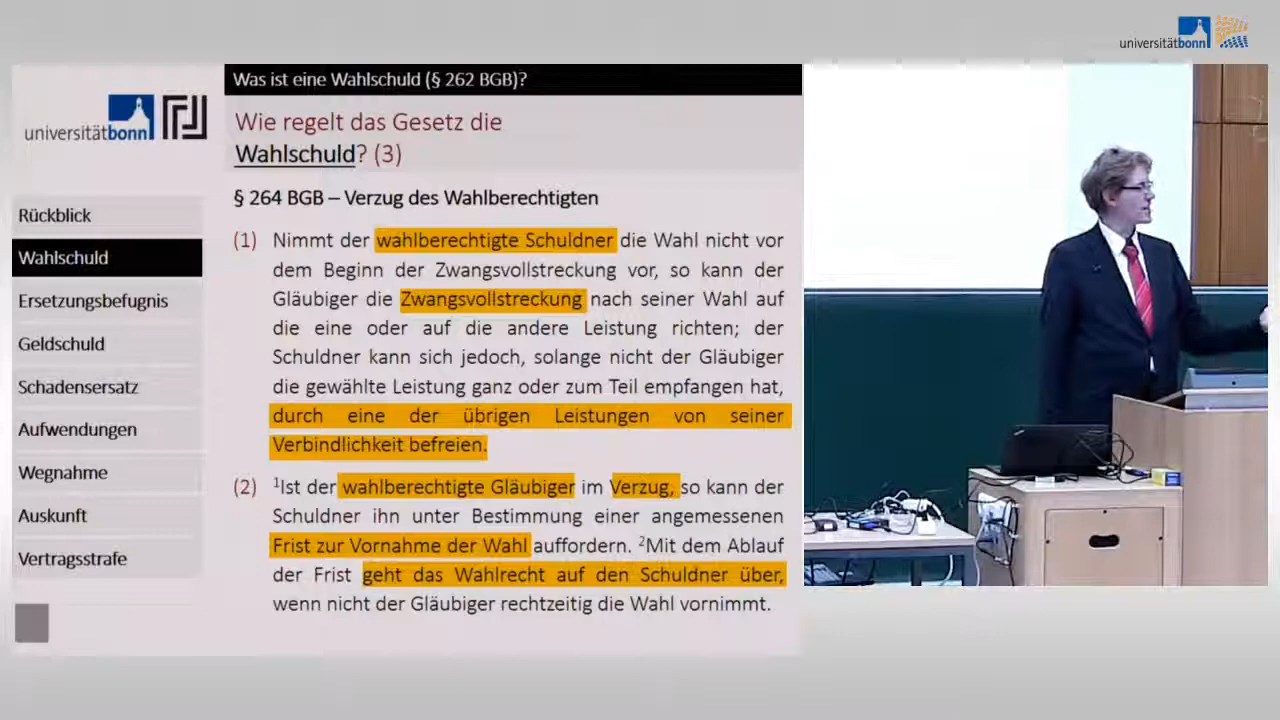 universitätbonn
Was ist eine Wahlschuld (§ 262 BGB)?
universitätbonn
Wie regelt das Gesetz die
Wahlschuld? (3)
Rückblick
Wahlschuld
Ersetzungsbefugnis
Geldschuld
Schadensersatz
Aufwendungen
Wegnahme
Auskunft
Vertragsstrafe
§ 264 BGB – Verzug des Wahlberechtigten
(1) Nimmt der wahlberechtigte Schuldner die Wahl nicht vor
dem Beginn der Zwangsvollstreckung vor, so kann der
Gläubiger die Zwangsvollstreckung nach seiner Wahl auf
die eine oder auf die andere Leistung richten; der
Schuldner kann sich jedoch, solange nicht der Gläubiger
die gewählte Leistung ganz oder zum Teil empfangen hat,
durch eine der übrigen Leistungen von seiner
Verbindlichkeit befreien.
(2) ¹Ist der wahlberechtigte Gläubiger im Verzug, so kann der
Schuldner ihn unter Bestimmung einer angemessenen
Frist zur Vornahme der Wahl auffordern. ²Mit dem Ablauf
der Frist geht das Wahlrecht auf den Schuldner über,
wenn nicht der Gläubiger rechtzeitig die Wahl vornimmt.